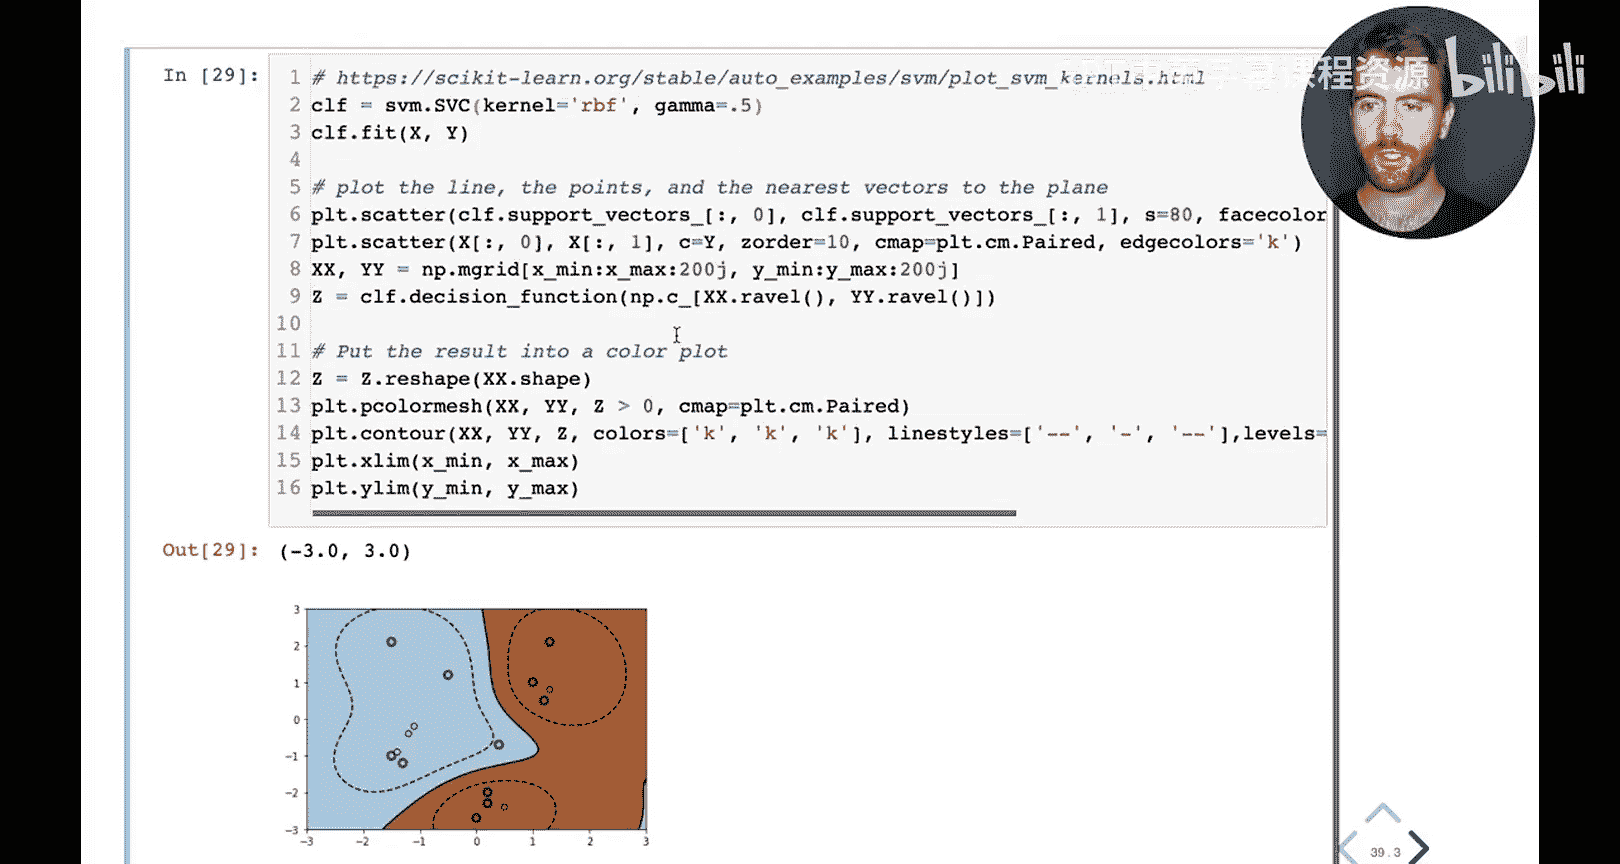 In [29]:
1 # https://scikit-learn.org/stable/auto_examples/svm/plot_svm_kernels.html
2 clf = svm.SVC(kernel='rbf', gamma=.5)
3 clf.fit(X, Y)
4
5 # plot the line, the points, and the nearest vectors to the plane
6 plt.scatter(clf.support_vectors_[:, 0], clf.support_vectors_[:, 1], s=80, facecolor
7 plt.scatter(X[:, 0], X[:, 1], c=Y, zorder=10, cmap=plt.cm.Paired, edgecolors='k')
8 XX, YY = np.mgrid[x_min:x_max:200j, y_min:y_max:200j]
9 Z = clf.decision_function(np.c_[XX.ravel(), YY.ravel()])
10
11 # Put the result into a color plot
12 Z = Z.reshape(XX.shape)
13 plt.pcolormesh(XX, YY, Z > 0, cmap=plt.cm.Paired)
14 plt.contour(XX, YY, Z, colors=['k', 'k', 'k'], linestyles=['--', '-', '--'],levels=
15 plt.xlim(x_min, x_max)
16 plt.ylim(y_min, y_max)
课程资源 bilibili
Out[29]: (-3.0, 3.0)
3
2
1
0
−1
−2
−3
−3 −2 −1 0 1 2 3
39.3